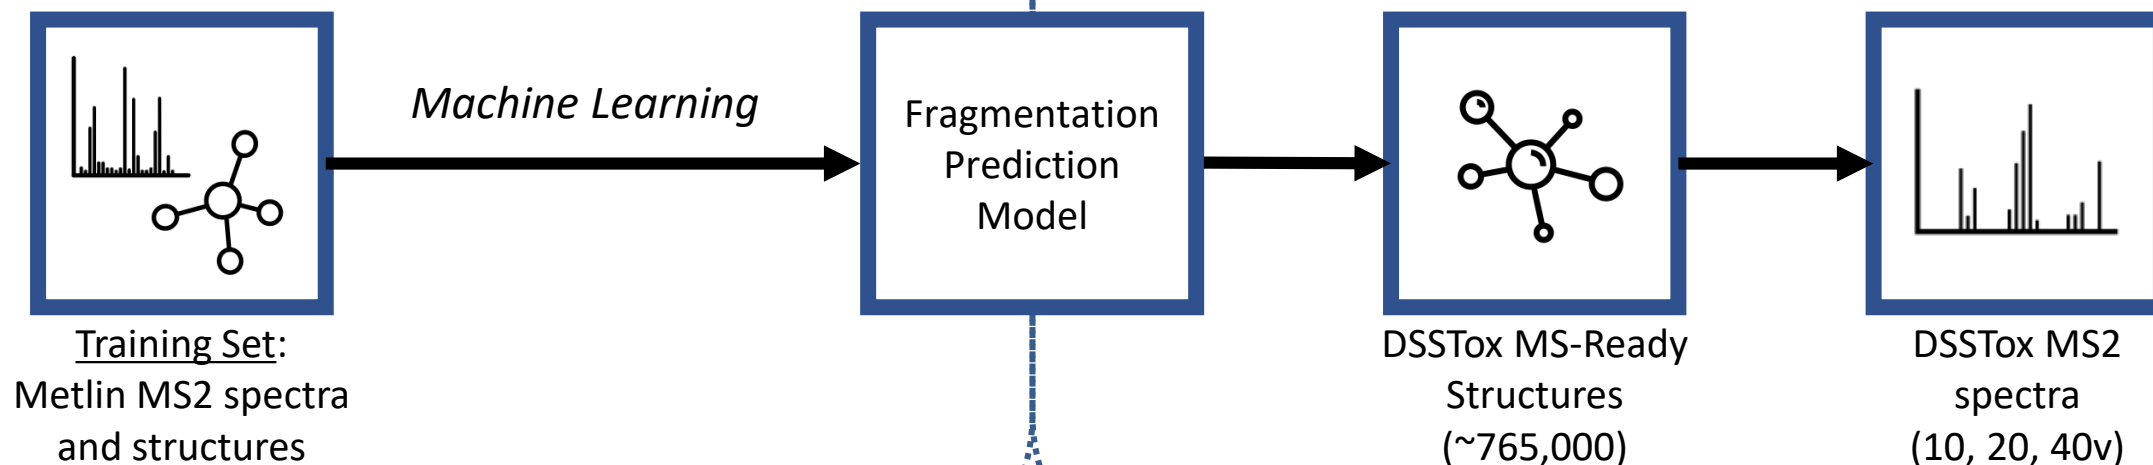 Machine Learning
Fragmentation
Prediction
Model
Training Set:
Metlin MS2 spectra
and structures
DSSTox MS-Ready
Structures
(~765,000)
DSSTox MS2
spectra
(10, 20, 40v)